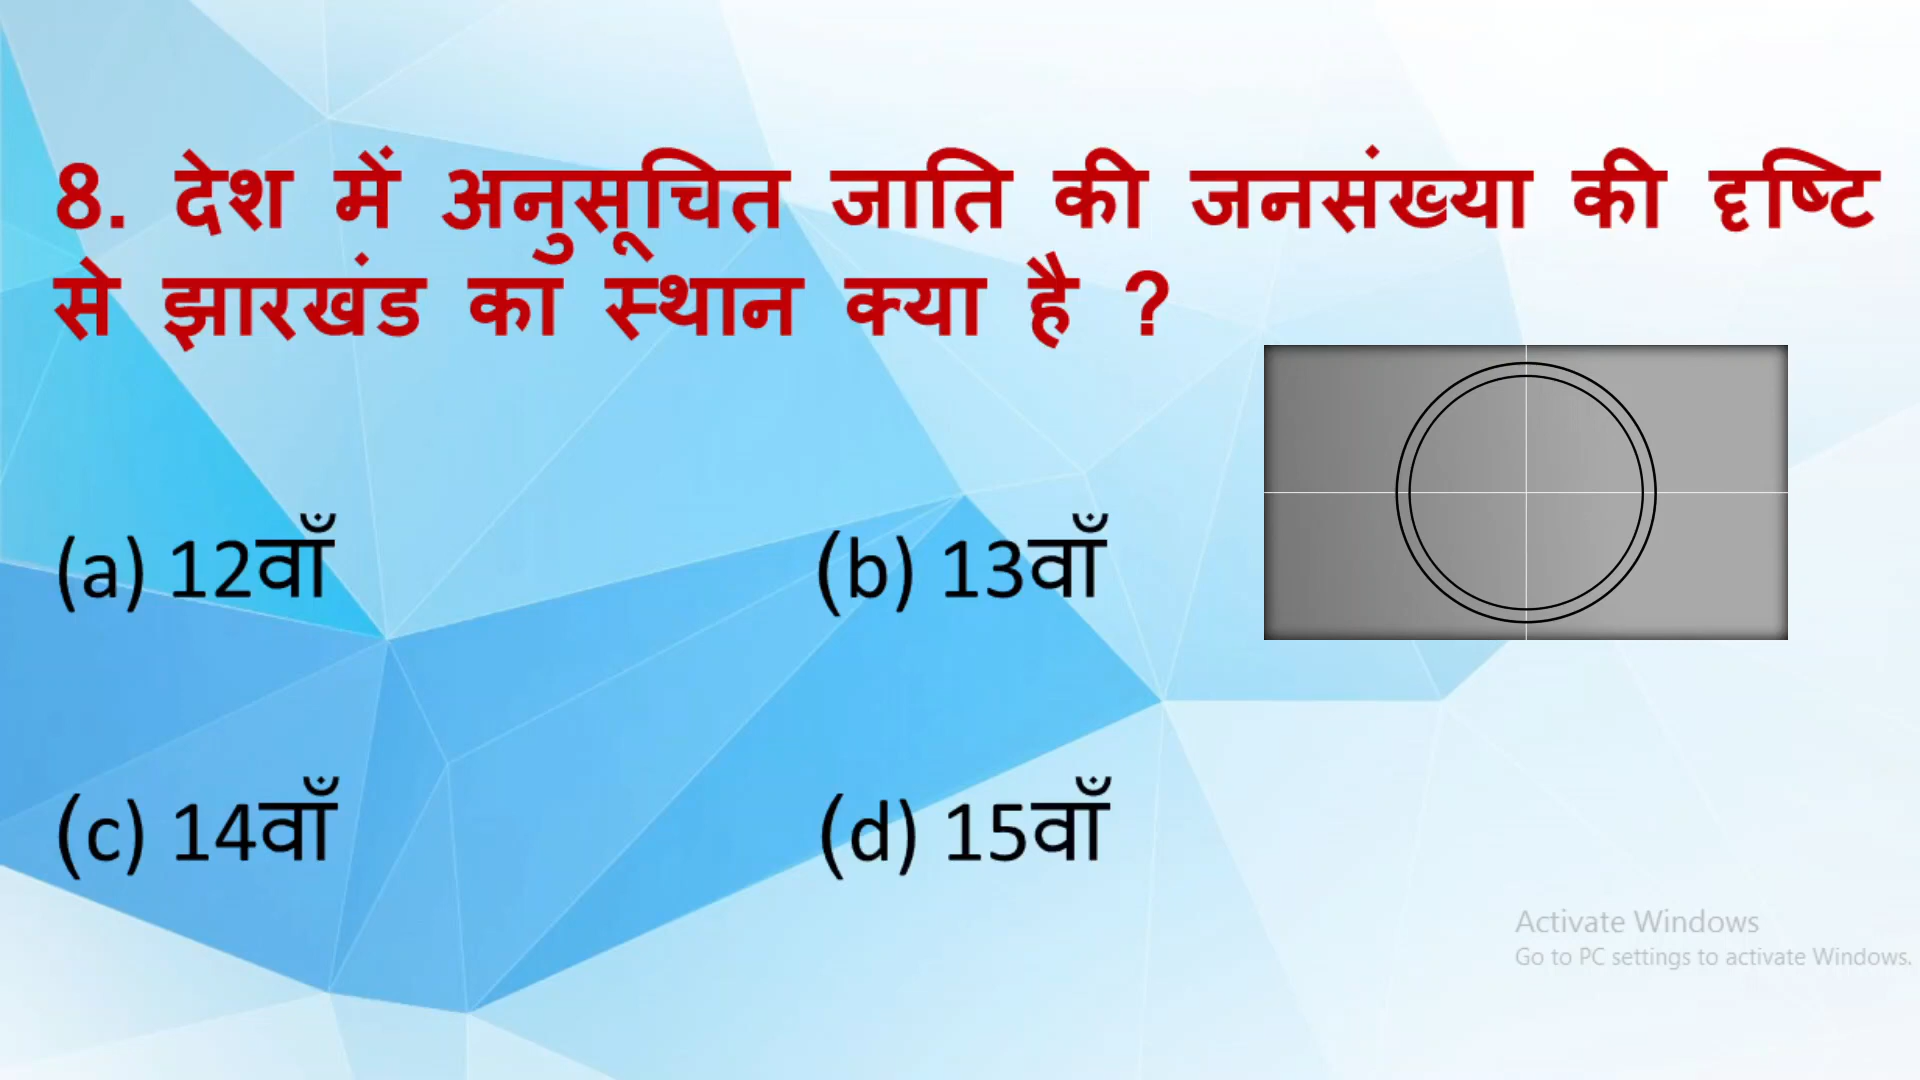 8. देश में अनुसूचित जाति की जनसंख्या की दृष्टि
से झारखंड का स्थान क्या है ?
(a) 12वाँ
(b) 13वाँ
(c) 14वाँ
(d) 15वाँ
Activate Windows
Go to PC settings to activate Windows.